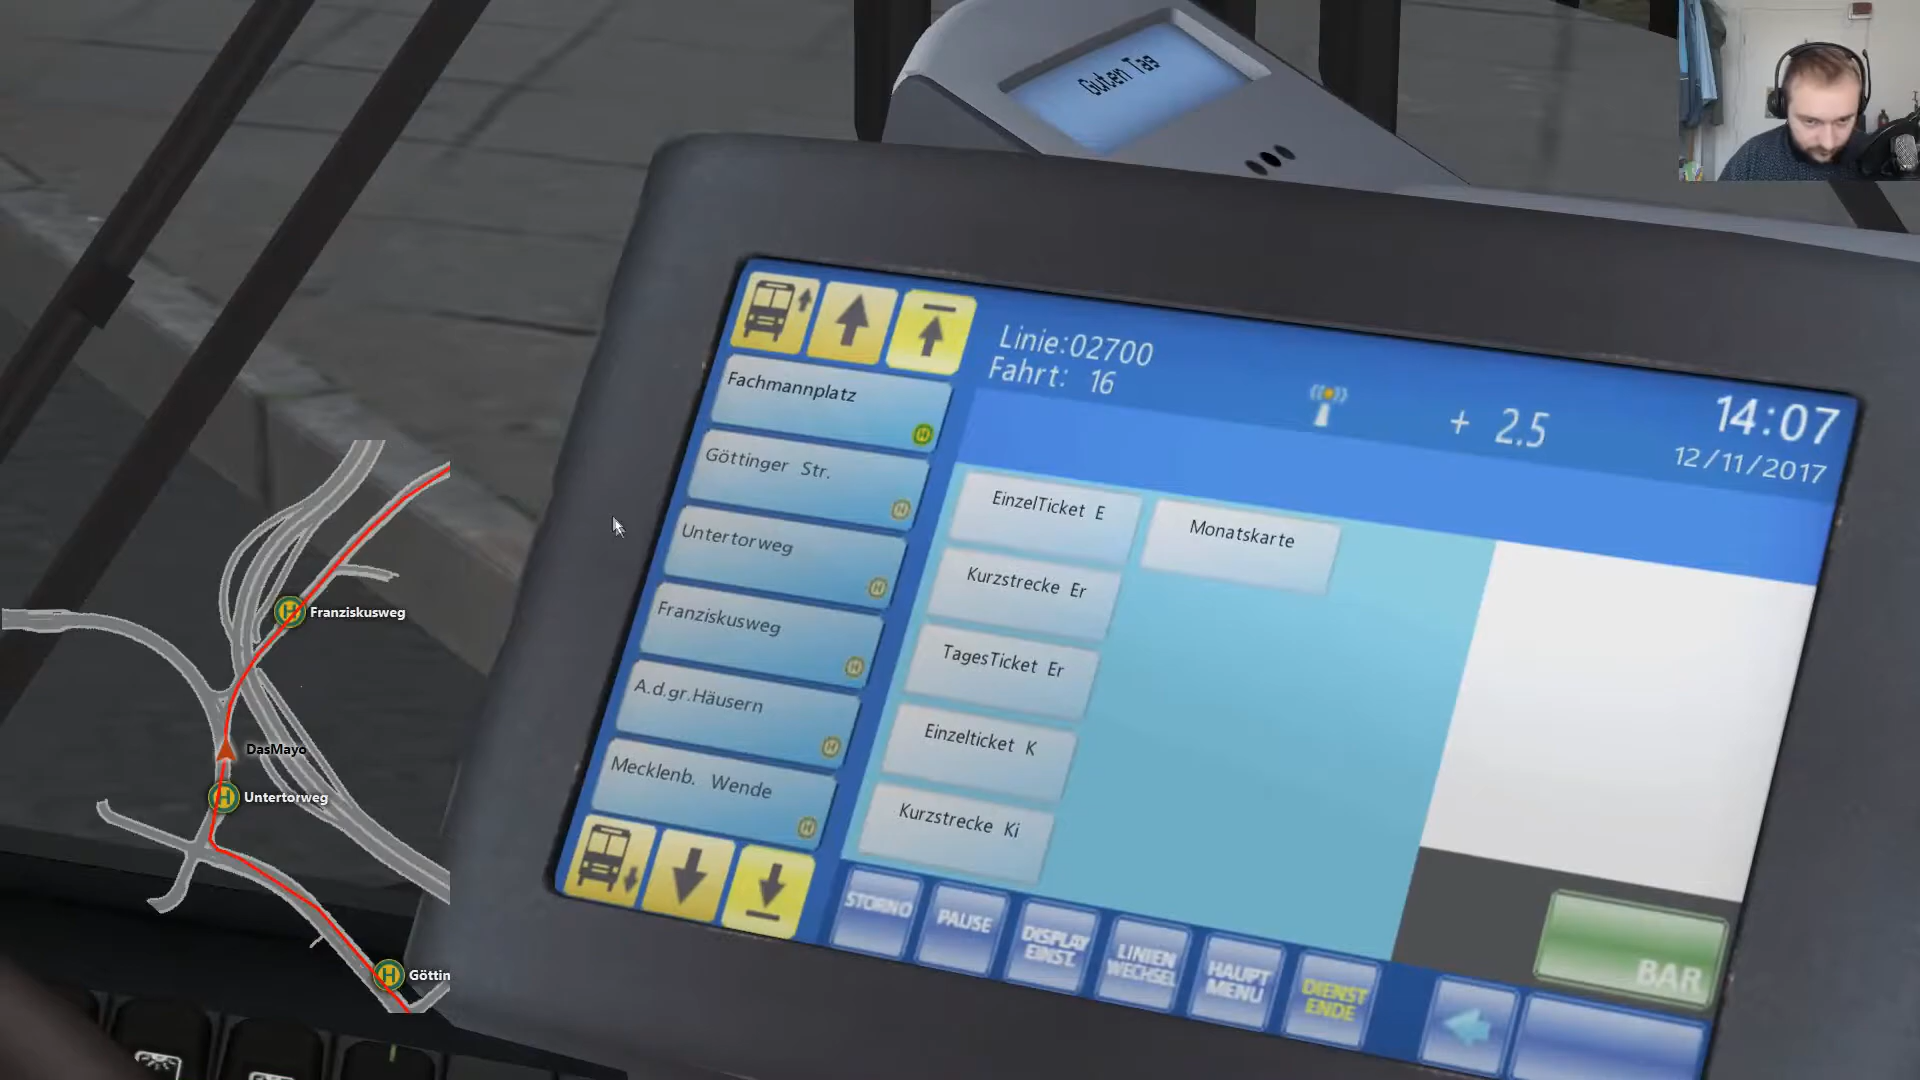 Guten Tag
Linie:02700
Fahrt: 16
+ 2.5
14:07
12/11/2017
Fachmannplatz
H
Göttinger Str.
H
Untertorweg
H
Franziskusweg
H
A.d.gr.Häusern
H
Mecklenb. Wende
H
EinzelTicket E
Monatskarte
Kurzstrecke Er
TagesTicket Er
Einzelticket K
Kurzstrecke Ki
STORNO
PAUSE
DISPLAY
EINST.
LINIEN
WECHSEL
HAUPT
MENU
DIENST
ENDE
BAR
H Franziskusweg
DasMayo
H Untertorweg
H Göttin